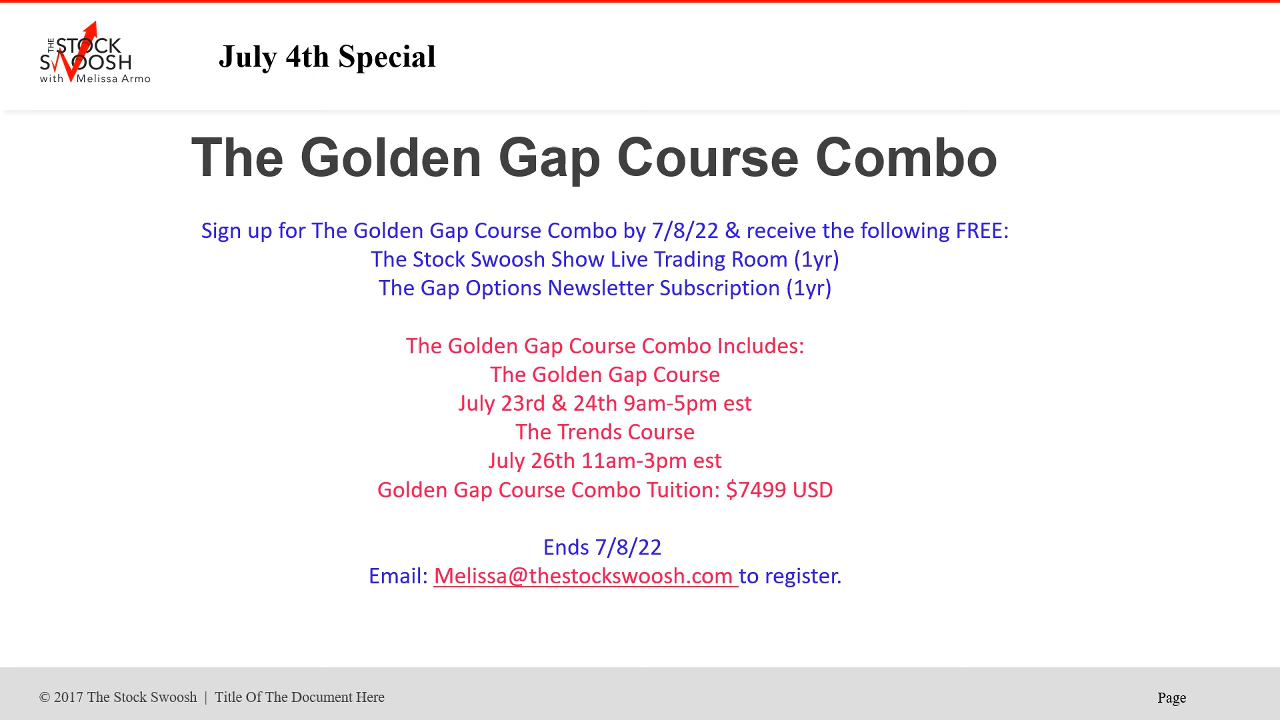 THE STOCK
SWOOSH
with Melissa Armo
July 4th Special
The Golden Gap Course Combo
Sign up for The Golden Gap Course Combo by 7/8/22 & receive the following FREE:
The Stock Swoosh Show Live Trading Room (1yr)
The Gap Options Newsletter Subscription (1yr)
The Golden Gap Course Combo Includes:
The Golden Gap Course
July 23rd & 24th 9am-5pm est
The Trends Course
July 26th 11am-3pm est
Golden Gap Course Combo Tuition: $7499 USD
Ends 7/8/22
Email: Melissa@thestockswoosh.com to register.
© 2017 The Stock Swoosh | Title Of The Document Here
Page